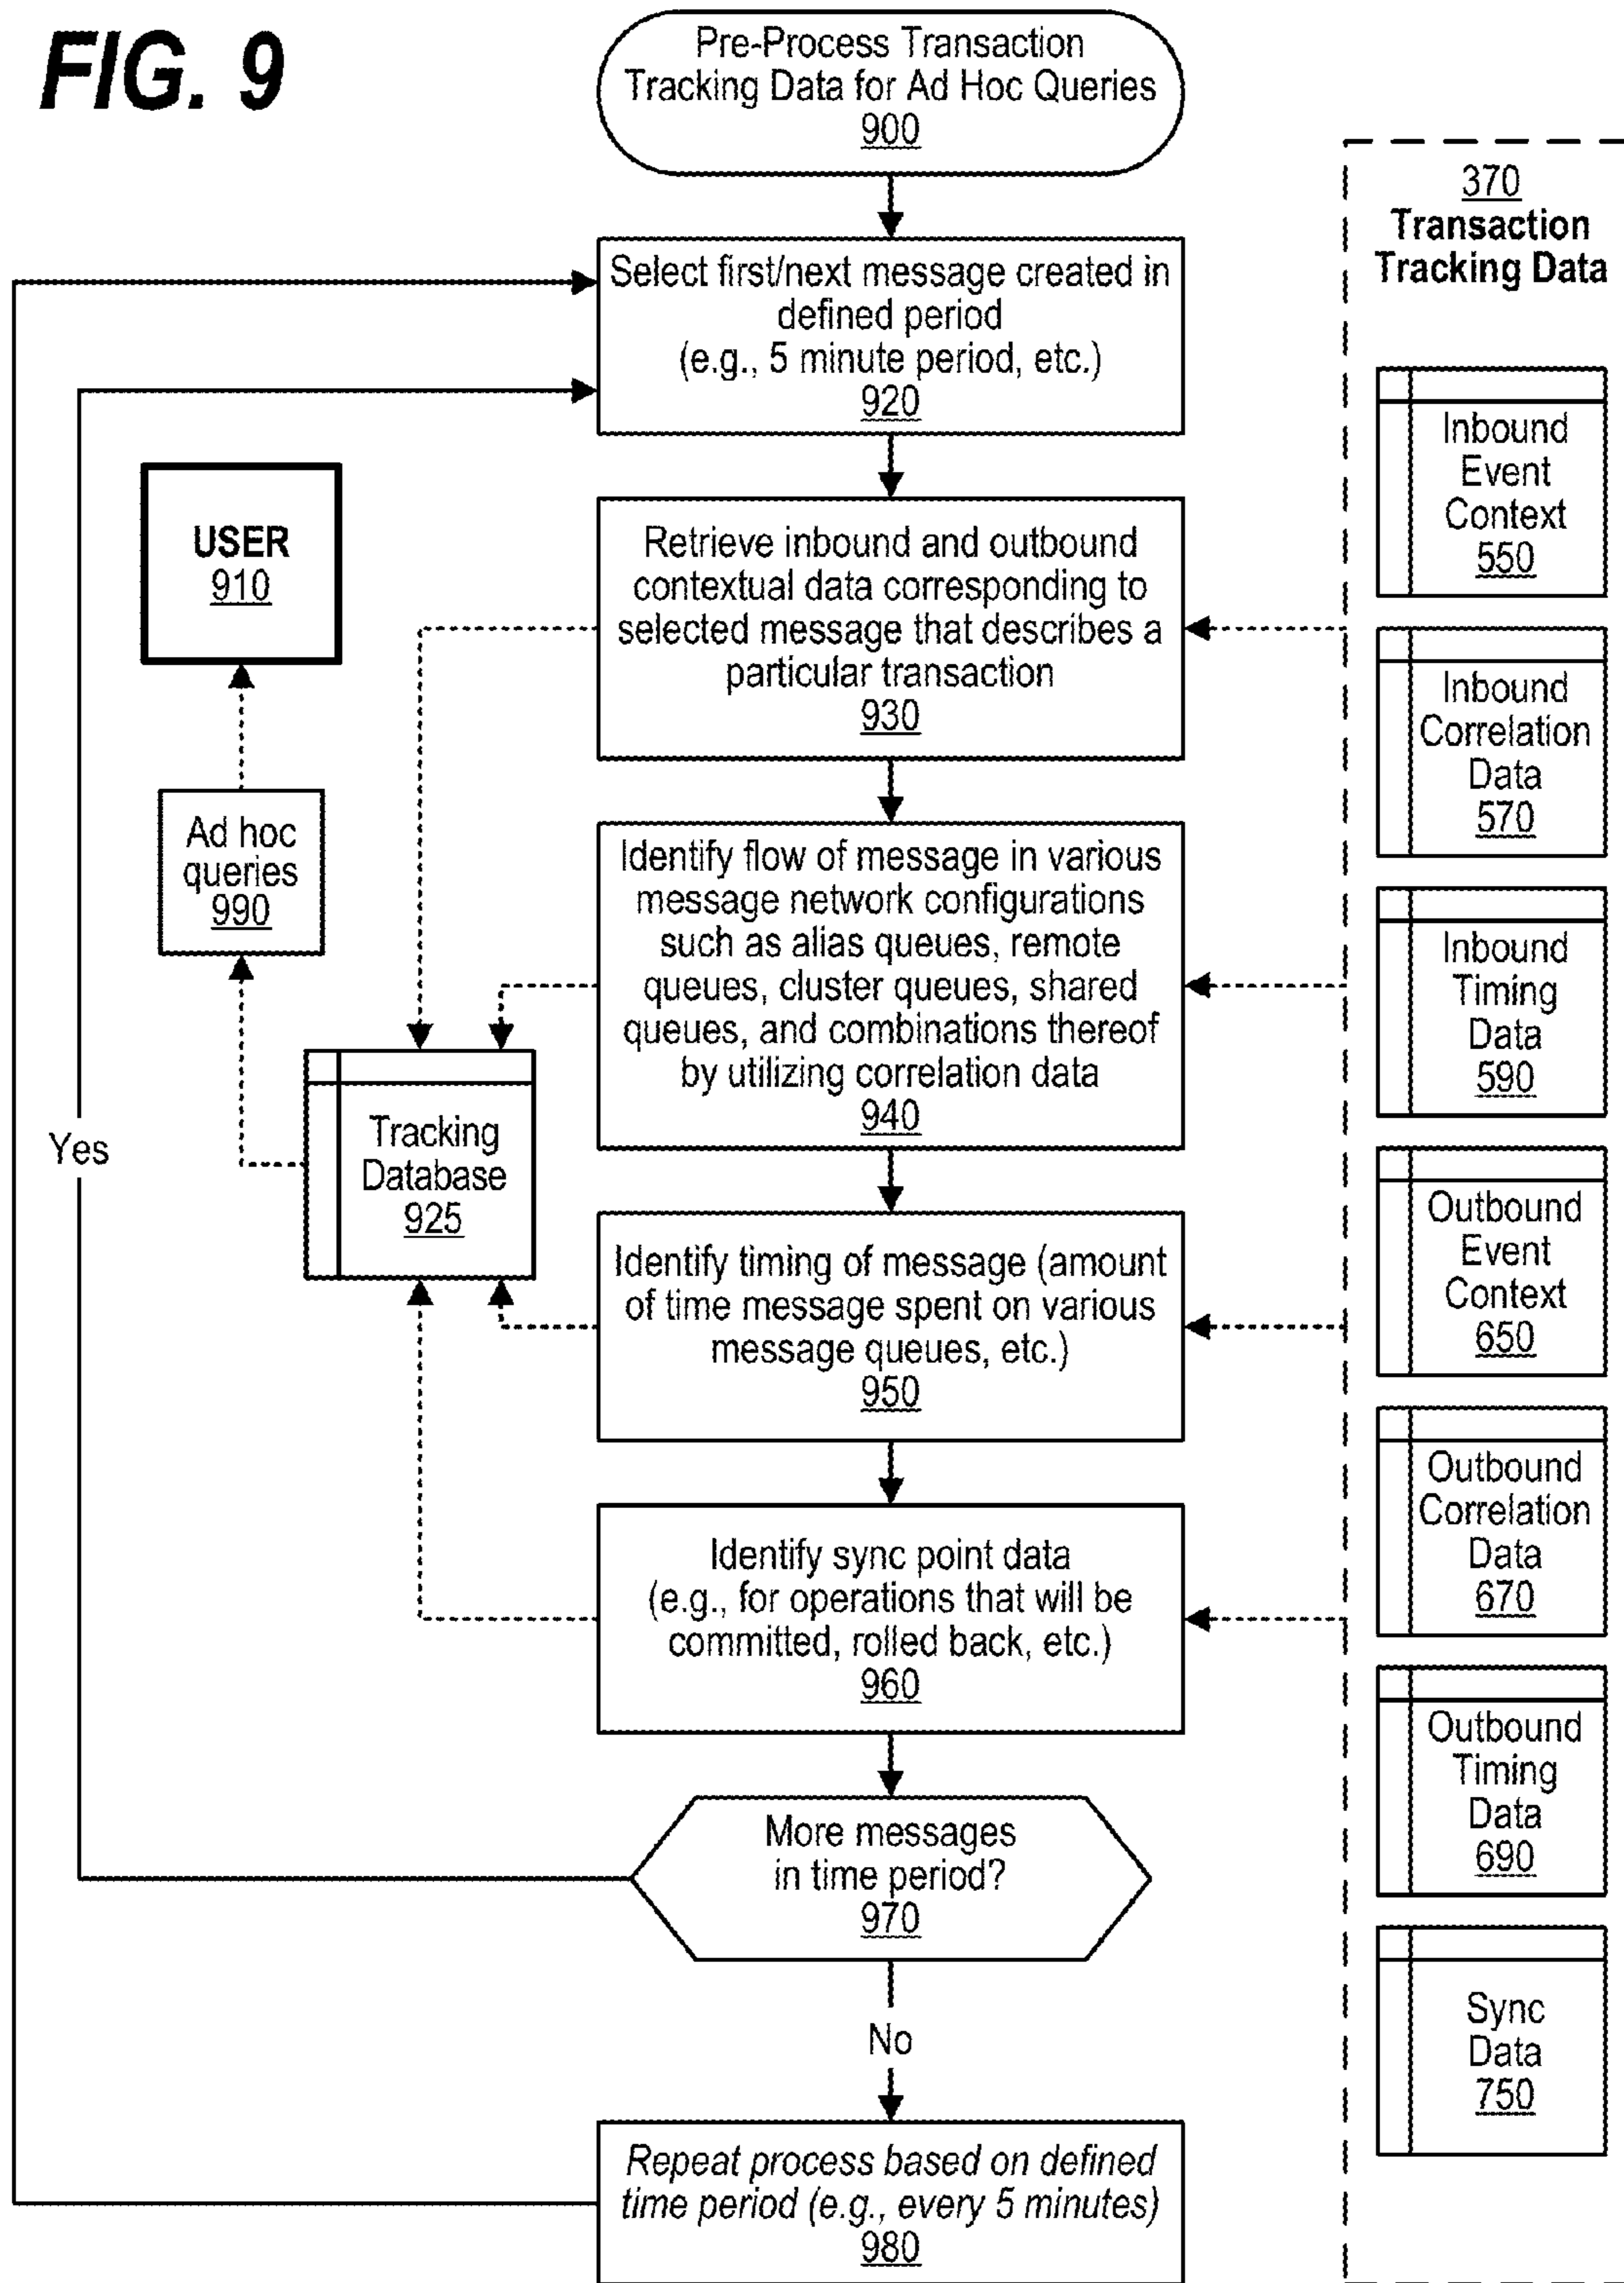 FIG. 9
Pre-Process Transaction
Tracking Data for Ad Hoc Queries
900
Select first/next message created in
defined period
(e.g., 5 minute period, etc.)
920
Retrieve inbound and outbound
contextual data corresponding to
selected message that describes a
particular transaction
930
Identify flow of message in various
message network configurations
such as alias queues, remote
queues, cluster queues, shared
queues, and combinations thereof
by utilizing correlation data
940
Identify timing of message (amount
of time message spent on various
message queues, etc.)
950
Identify sync point data
(e.g., for operations that will be
committed, rolled back, etc.)
960
More messages
in time period?
970
Yes
No
Repeat process based on defined
time period (e.g., every 5 minutes)
980
USER
910
Ad hoc
queries
990
Tracking
Database
925
370
Transaction
Tracking Data
Inbound
Event
Context
550
Inbound
Correlation
Data
570
Inbound
Timing
Data
590
Outbound
Event
Context
650
Outbound
Correlation
Data
670
Outbound
Timing
Data
690
Sync
Data
750